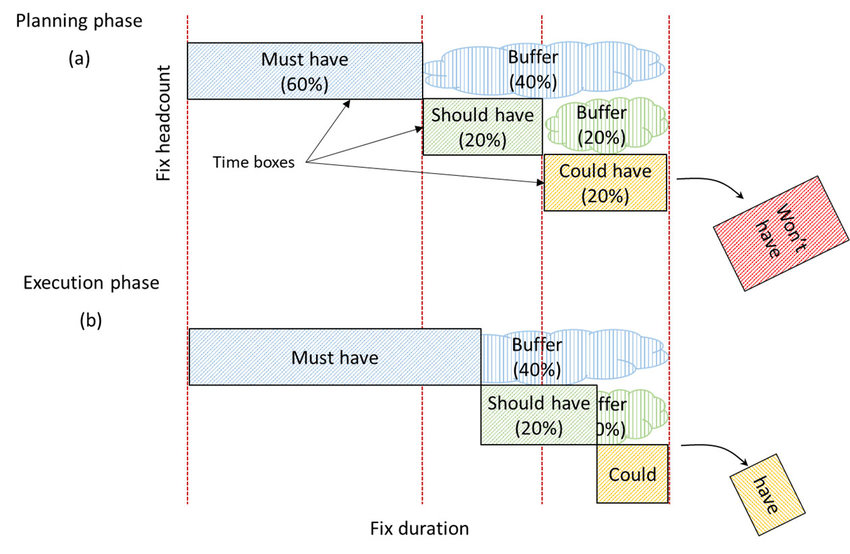 Planning phase
(a)
Fix headcount
Must have
(60%)
Buffer
(40%)
Should have
(20%)
Buffer
(20%)
Time boxes
Could have
(20%)
Won't
have
Execution phase
(b)
Must have
Buffer
(40%)
Should have
(20%)
ffer
0%)
Could
have
Fix duration